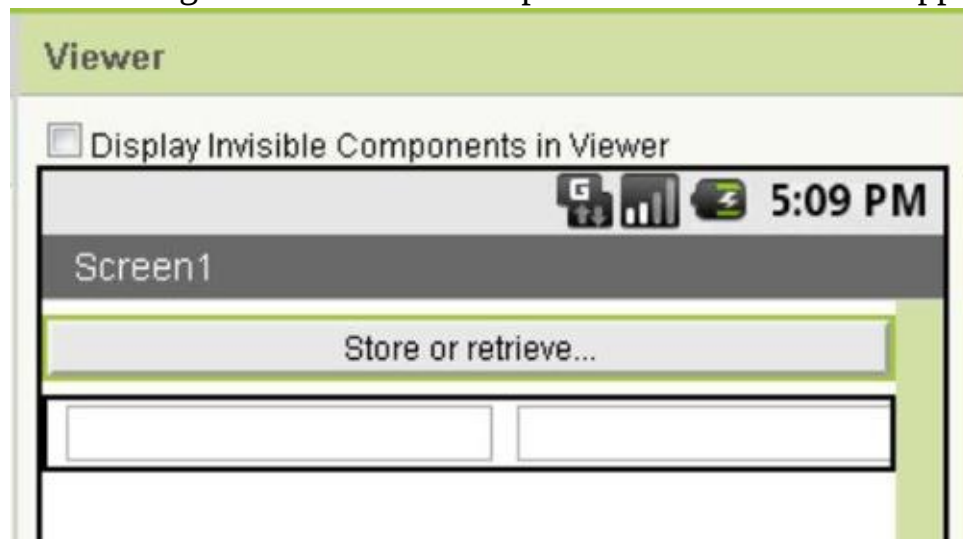 Viewer
Display Invisible Components in Viewer
G 5:09 PM
Screen1
Store or retrieve...